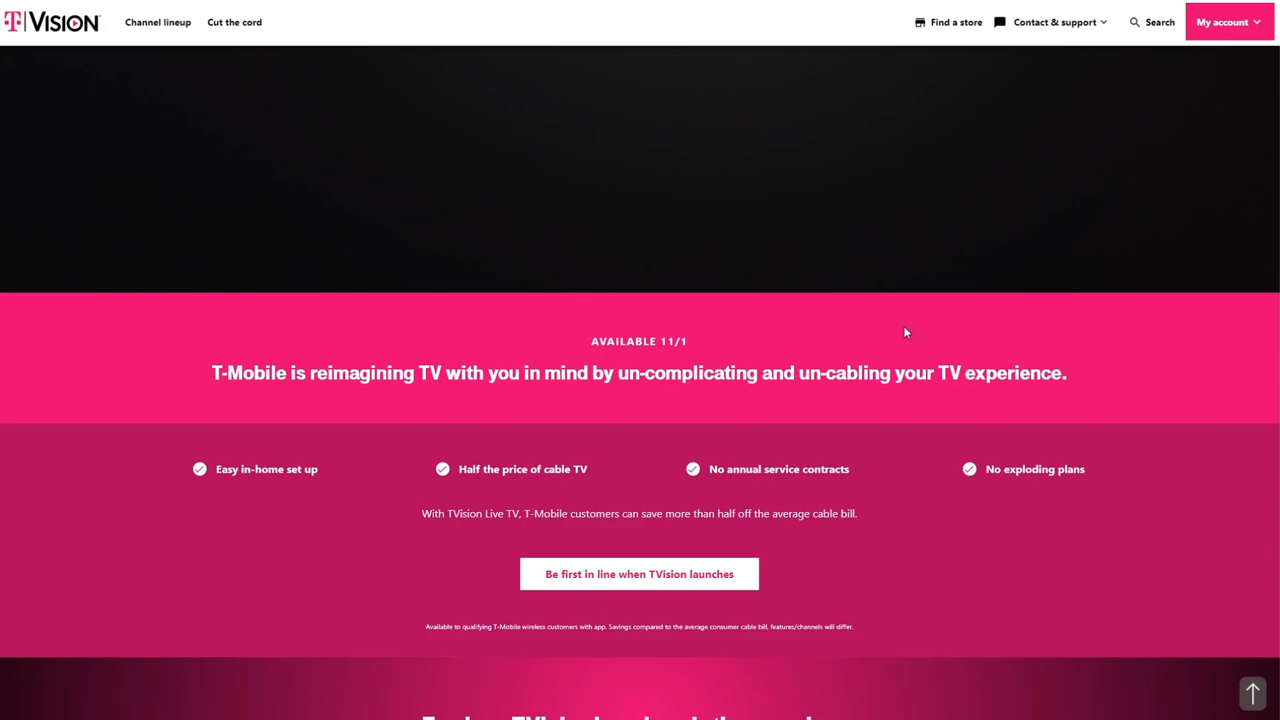 T VISION
Channel lineup
Cut the cord
Find a store
Contact & support
Search
My account
AVAILABLE 11/1
T-Mobile is reimagining TV with you in mind by un-complicating and un-cabling your TV experience.
Easy in-home set up
Half the price of cable TV
No annual service contracts
No exploding plans
With TVision Live TV, T-Mobile customers can save more than half off the average cable bill.
Be first in line when TVision launches
Available to qualifying T-Mobile wireless customers with app. Savings compared to the average consumer cable bill, features/channels will differ.